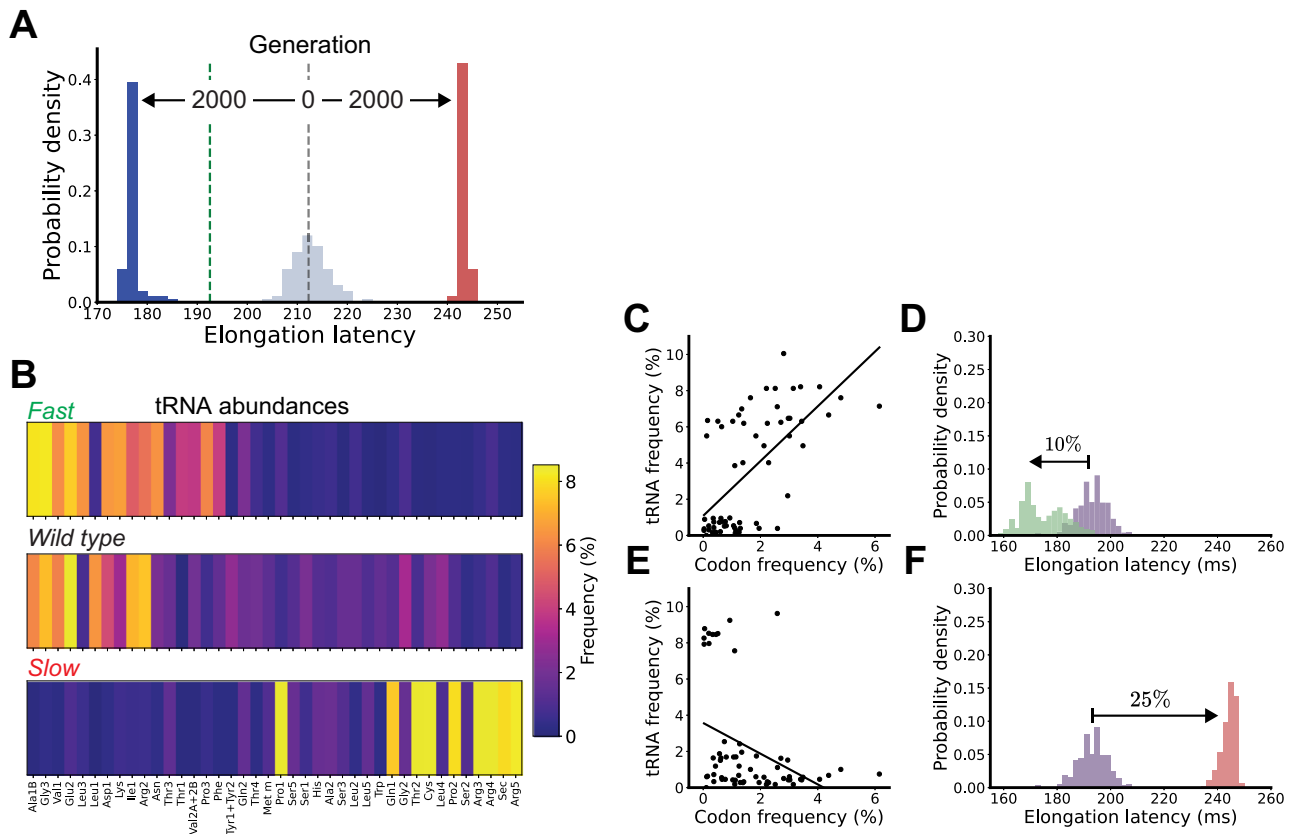 A
Generation
2000
0
2000
Probability density
0.4
0.3
0.2
0.1
0.0
170 180 190 200 210 220 230 240 250
Elongation latency
B
Fast
tRNA abundances
Wild type
Slow
8
6
4
2
0
Frequency (%)
Ala1B Gly3 Val1 Glu2 Leu3 Leu1 Asp1 Lys Ile1 Arg2 Asn Thr3 Thr1 Val2A+2B Pro3 Phe Tyr1+Tyr2 Gln2 Thr4 Met m Pro1 Ser5 Ser1 His Ala2 Ser3 Leu2 Leu5 Trp Gln1 Gly2 Thr2 Cys Leu4 Pro2 Ser2 Arg3 Arg4 Sec Arg5
C
tRNA frequency (%)
10
8
6
4
2
0
0 2 4 6
Codon frequency (%)
D
Probability density
0.30
0.25
0.20
0.15
0.10
0.05
0.00
10%
160 180 200 220 240 260
Elongation latency (ms)
E
tRNA frequency (%)
10
8
6
4
2
0
0 2 4 6
Codon frequency (%)
F
Probability density
0.30
0.25
0.20
0.15
0.10
0.05
0.00
25%
160 180 200 220 240 260
Elongation latency (ms)